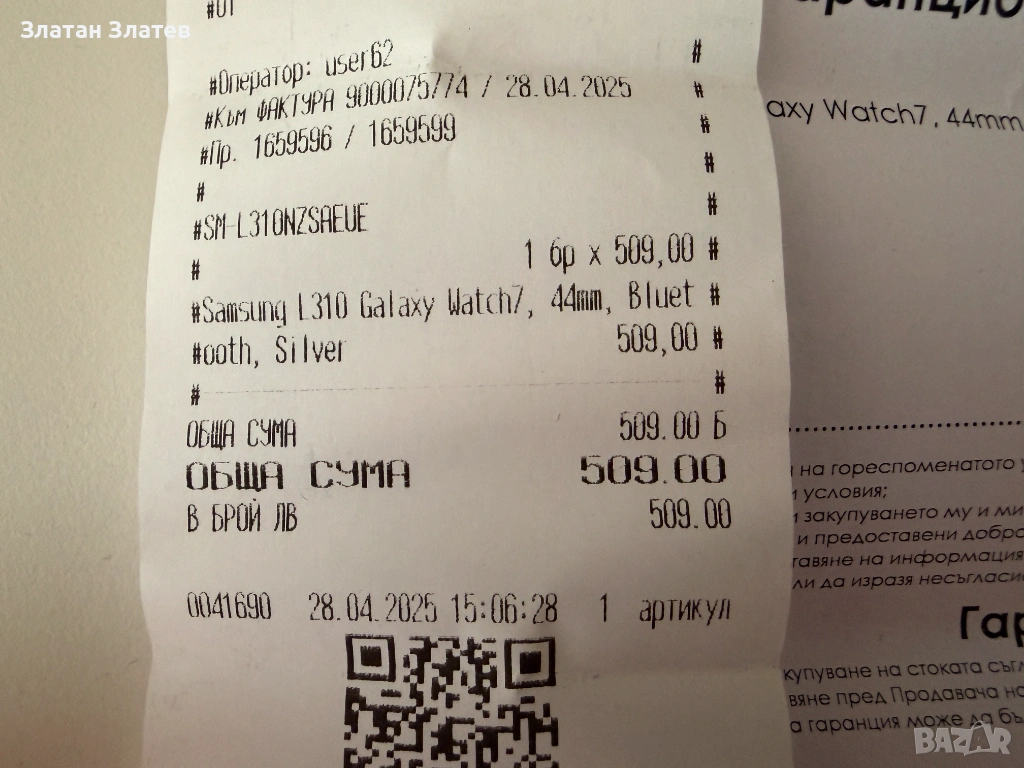 Златан Златев
#01
#Оператор: user62 #
#Към ФАКТУРА 9000075774 / 28.04.2025 #
#Пр. 1659596 / 1659599 #
# #
#SM-L310NZSAEUE #
# 1 бр x 509,00 #
#Samsung L310 Galaxy Watch7, 44mm, Bluet #
#ooth, Silver 509,00 #
# #
ОБЩА СУМА 509.00 Б
ОБЩА СУМА 509.00
В БРОЙ ЛВ 509.00
0041690 28.04.2025 15:06:28 1 артикул
axy Watch7, 44mm
на гореспоменатото
условия;
закупуването му и ми
и предоставени добро
тавяне на информация
ли да изразя несъгласи
Гар
купуване на стоката съгл
вяне пред Продавача на
а гаранция може да бъ
BAZAR